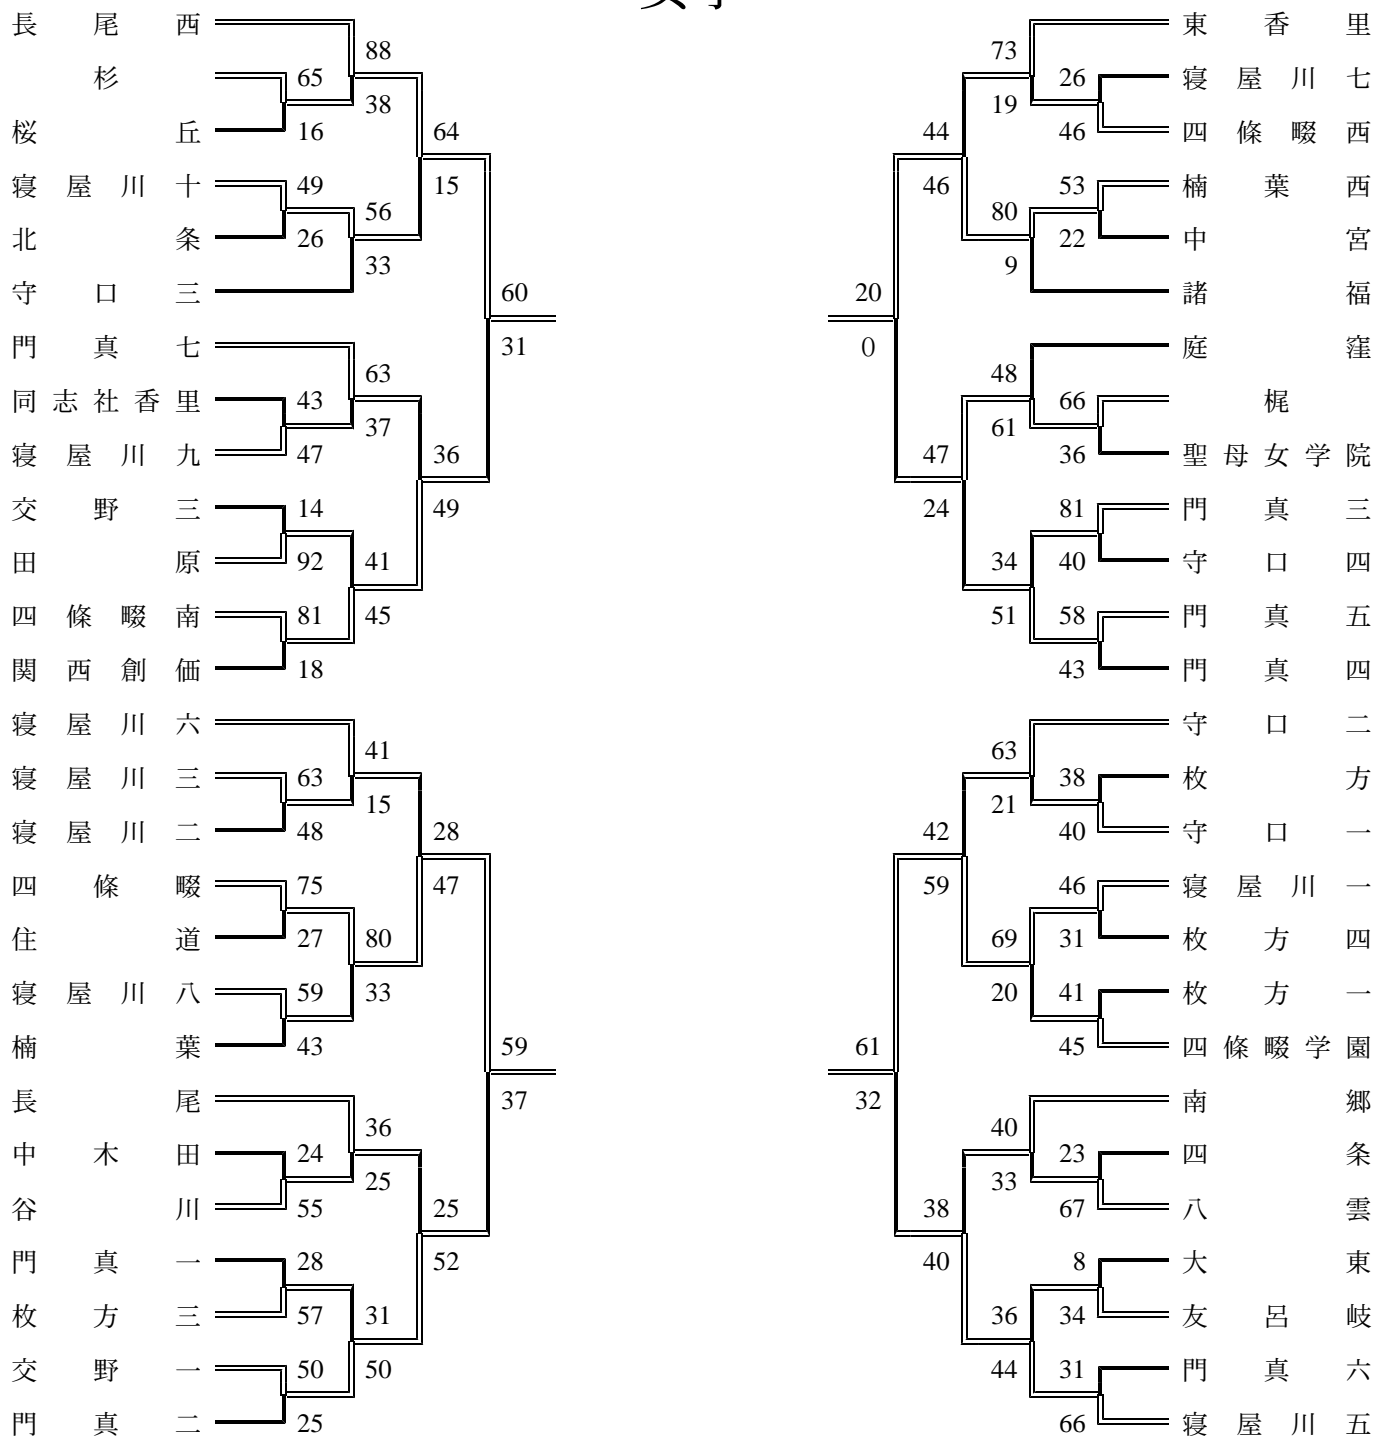 女子
長尾西 88 73 東香里
杉 65 38 19 26 寝屋川七
桜丘 16 64 44 46 四條畷西
寝屋川十 49 56 15 46 80 53 楠葉西
北条 26 33 9 22 中宮
守口三 60 20 諸福
門真七 63 31 0 48 庭窪
同志社香里 43 37 61 66 梶
寝屋川九 47 36 47 36 聖母女学院
交野三 14 49 24 81 門真三
田原 92 41 34 40 守口四
四條畷南 81 45 51 58 門真五
関西創価 18 43 門真四
寝屋川六 41 63 守口二
寝屋川三 63 15 21 38 枚方
寝屋川二 48 28 42 40 守口一
四條畷 75 47 59 46 寝屋川一
住道 27 80 69 31 枚方四
寝屋川八 59 33 20 41 枚方一
楠葉 43 59 61 45 四條畷学園
長尾 36 37 32 40 南郷
中木田 24 25 33 23 四条
谷川 55 25 38 67 八雲
門真一 28 52 40 8 大東
枚方三 57 31 36 34 友呂岐
交野一 50 50 44 31 門真六
門真二 25 66 寝屋川五